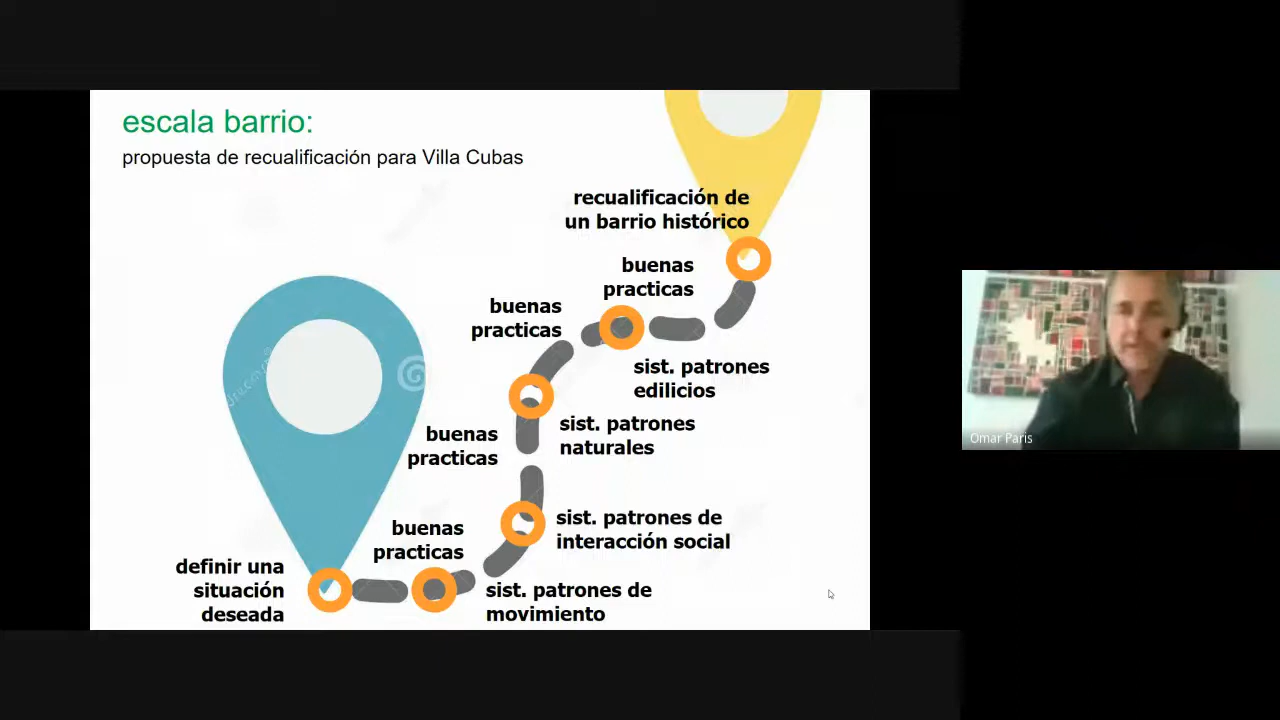 escala barrio:
propuesta de recualificación para Villa Cubas
recualificación de
un barrio histórico
buenas
practicas
buenas
practicas
sist. patrones
edilicios
sist. patrones
naturales
buenas
practicas
sist. patrones de
interacción social
buenas
practicas
definir una
situación
deseada
sist. patrones de
movimiento
Omar Paris